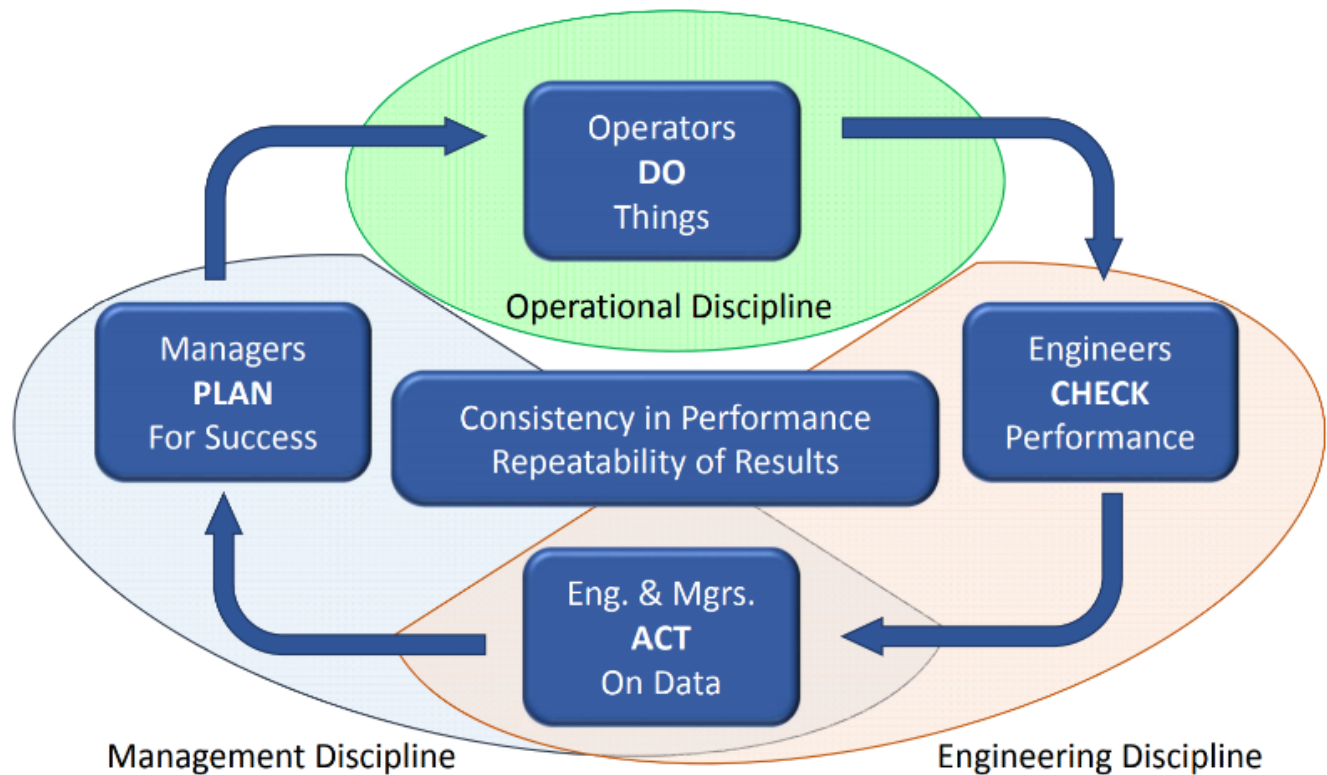 Operators
DO
Things
Operational Discipline
Managers
PLAN
For Success
Consistency in Performance
Repeatability of Results
Engineers
CHECK
Performance
Eng. & Mgrs.
ACT
On Data
Management Discipline
Engineering Discipline